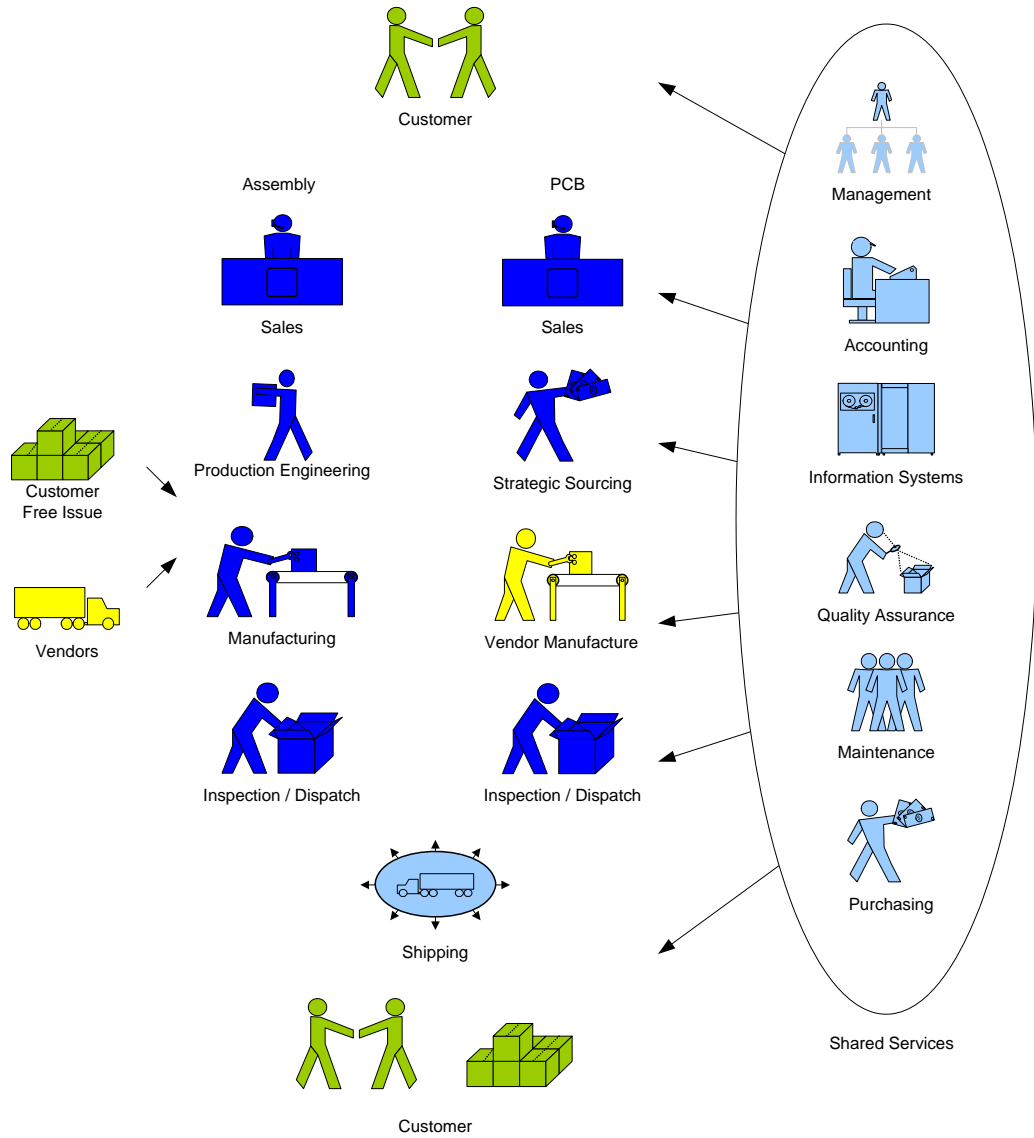 Customer
Assembly
PCB
Management
Sales
Sales
Accounting
Production Engineering
Strategic Sourcing
Information Systems
Customer
Free Issue
Manufacturing
Vendor Manufacture
Quality Assurance
Vendors
Inspection / Dispatch
Inspection / Dispatch
Maintenance
Shipping
Purchasing
Shared Services
Customer